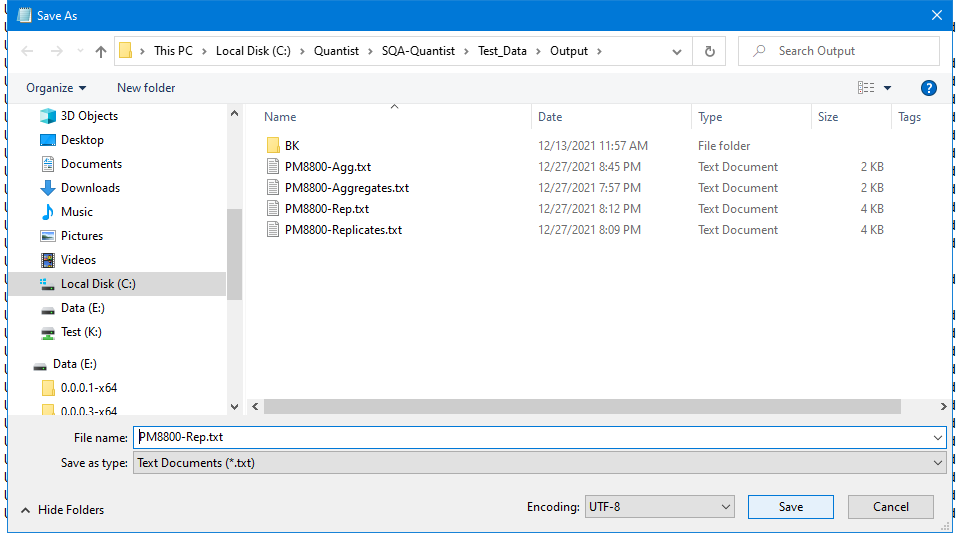 Save As
This PC > Local Disk (C:) > Quantist > SQA-Quantist > Test_Data > Output >
Search Output
Organize
New folder
3D Objects
Desktop
Documents
Downloads
Music
Pictures
Videos
Local Disk (C:)
Data (E:)
Test (K:)
Data (E:)
0.0.0.1-x64
0.0.0.3-x64
Name Date Type Size Tags
BK 12/13/2021 11:57 AM File folder
PM8800-Agg.txt 12/27/2021 8:45 PM Text Document 2 KB
PM8800-Aggregates.txt 12/27/2021 7:57 PM Text Document 2 KB
PM8800-Rep.txt 12/27/2021 8:12 PM Text Document 4 KB
PM8800-Replicates.txt 12/27/2021 8:09 PM Text Document 4 KB
File name: PM8800-Rep.txt
Save as type: Text Documents (*.txt)
Hide Folders
Encoding: UTF-8
Save
Cancel